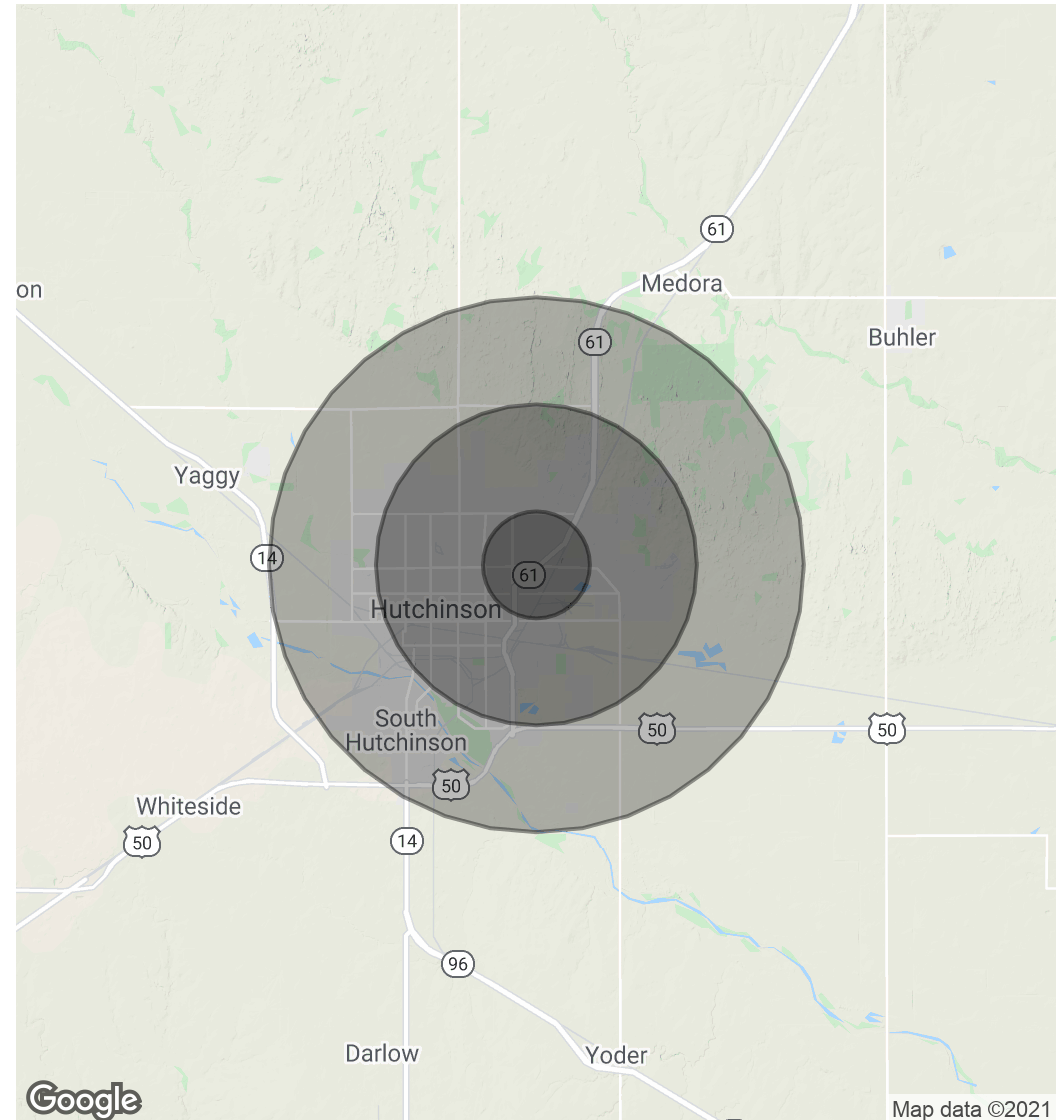 61
Medora
on
Buhler
61
Yaggy
14
61
Hutchinson
South
Hutchinson
50
50
50
Whiteside
50
14
96
Darlow
Yoder
Google
Map data ©2021